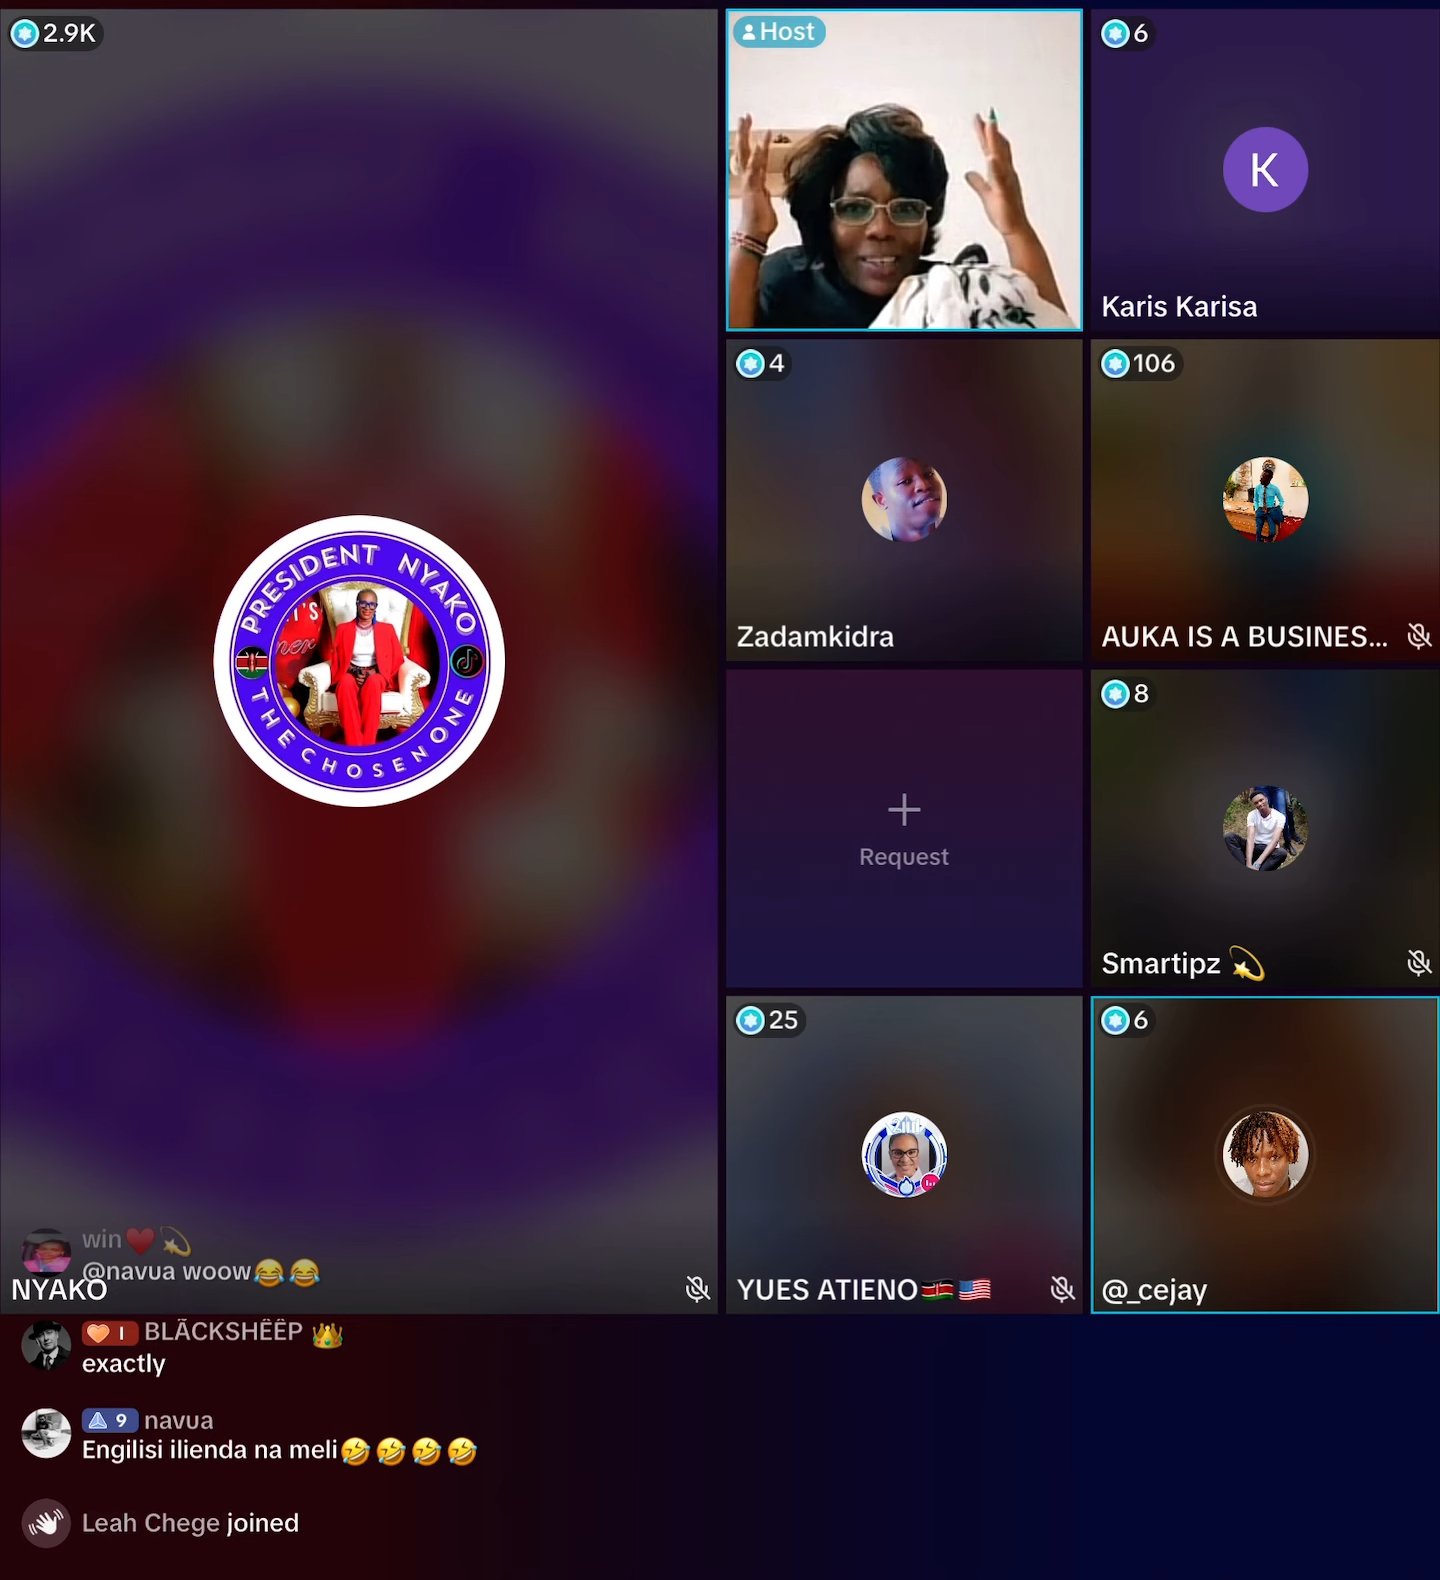 2.9K
PRESIDENT NYAKO
THE CHOSEN ONE
Host
6
K
Karis Karisa
4
Zadamkidra
106
AUKA IS A BUSINES...
+
Request
8
Smartipz 💫
25
YUES ATIENO🇰🇪🇺🇸
6
@_cejay
win❤️💫
@navua woow😂😂
NYAKO
I BLÃCKSHËËP 👑
exactly
9 navua
Engilisi ilienda na meli🤣🤣🤣🤣
Leah Chege joined